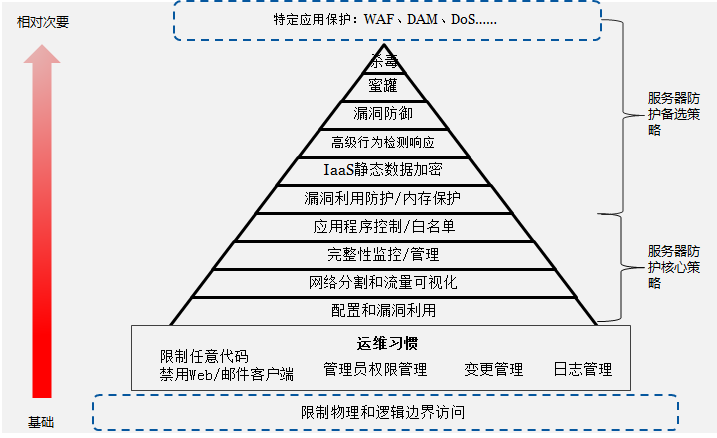 相对次要
特定应用保护：WAF、DAM、DoS......
杀毒
蜜罐
漏洞防御
高级行为检测响应
IaaS静态数据加密
漏洞利用防护/内存保护
应用程序控制/白名单
完整性监控/管理
网络分割和流量可视化
配置和漏洞利用
服务器防
护备选策
略
服务器防
护核心策
略
运维习惯
限制任意代码
禁用Web/邮件客户端
管理员权限管理
变更管理
日志管理
限制物理和逻辑边界访问
基础